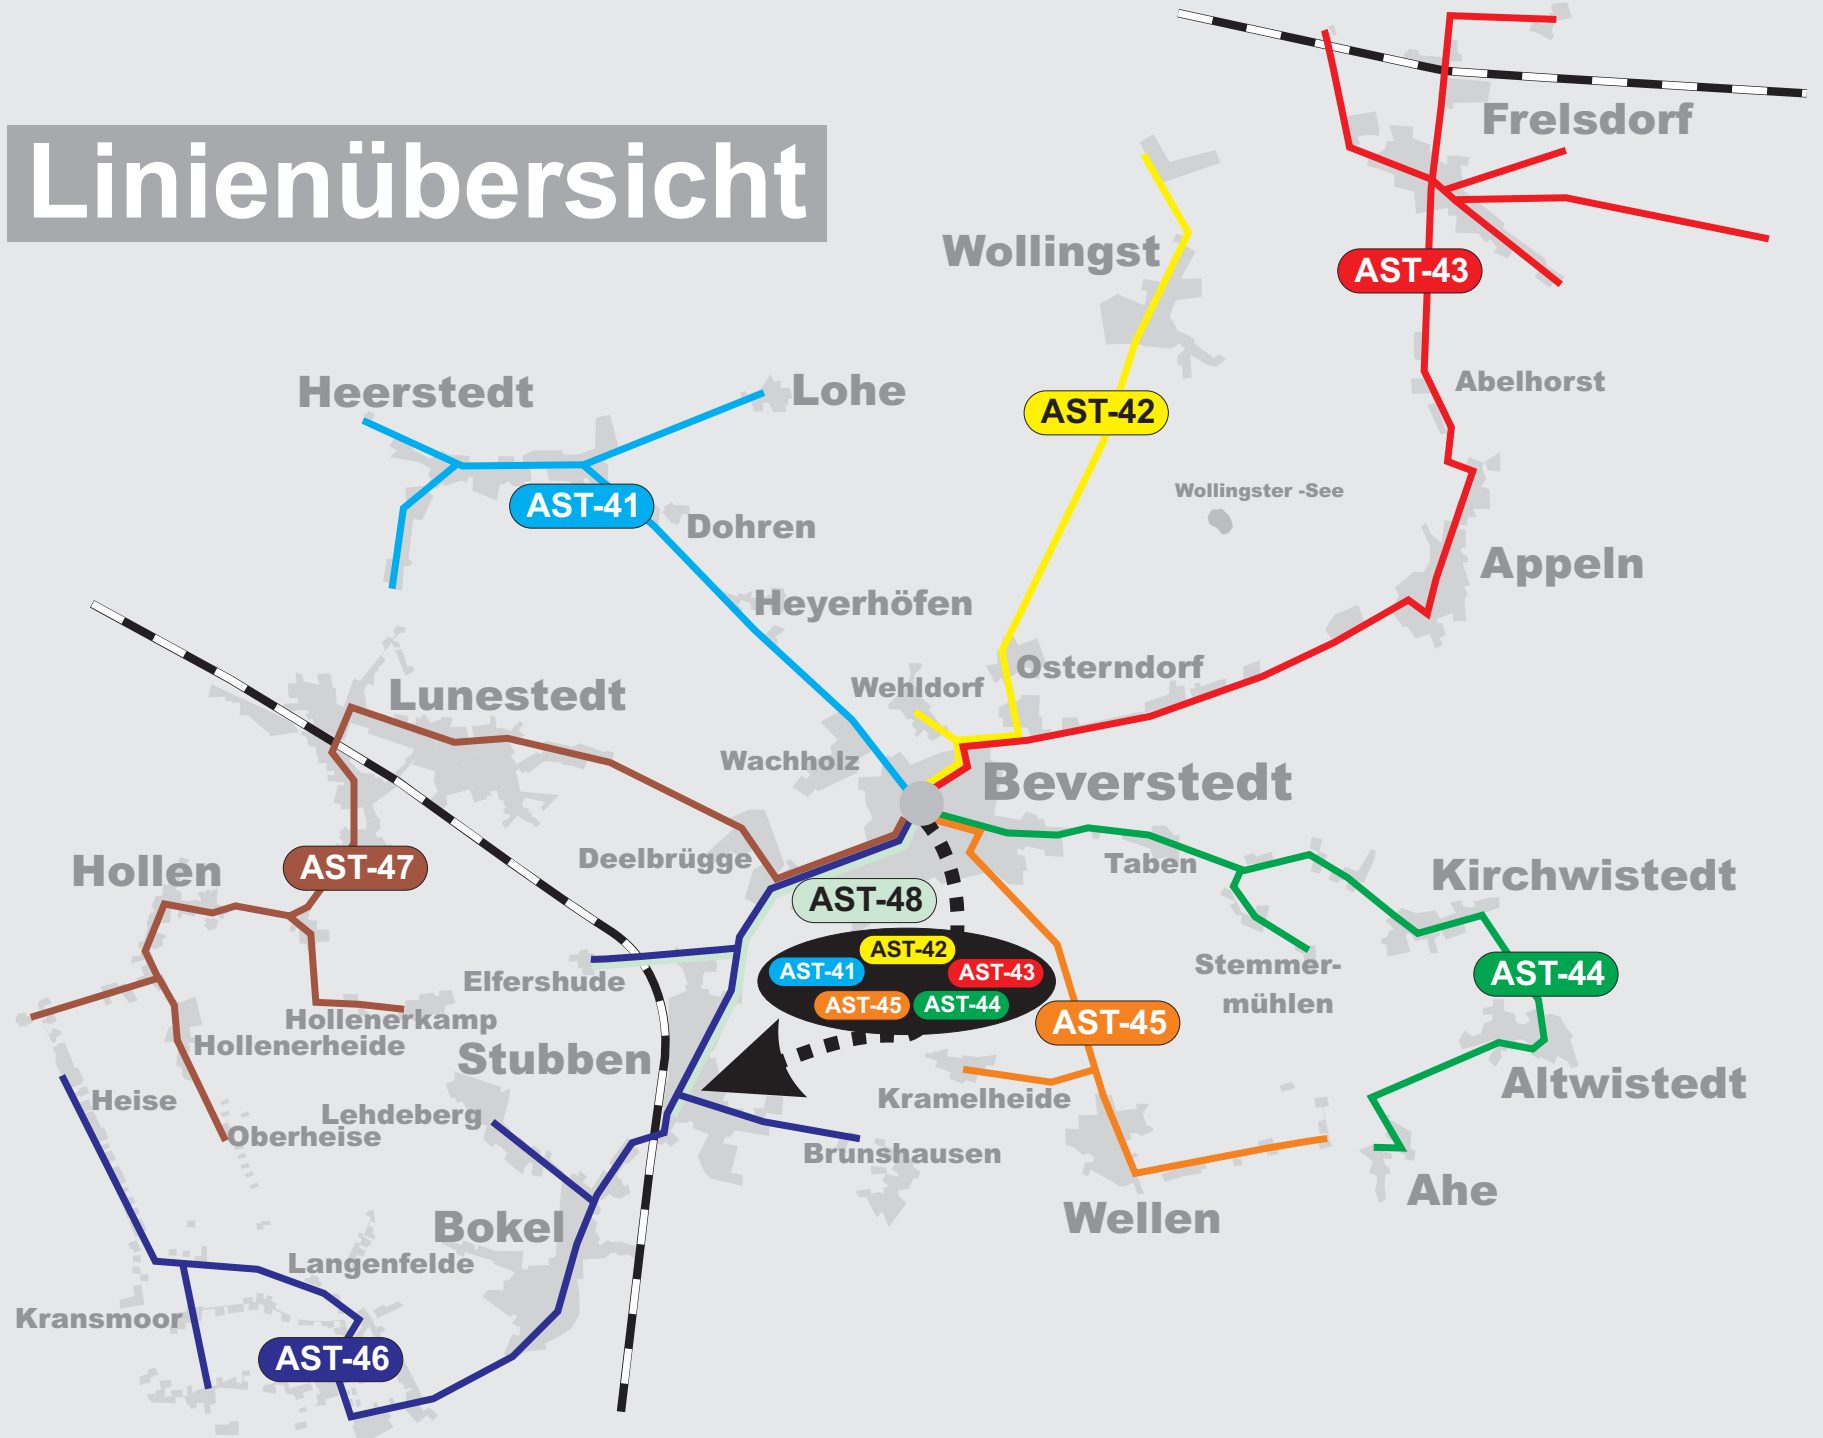 Linienübersicht
Frelsdorf
Wollingst
AST-43
Heerstedt
Lohe
Abelhorst
AST-42
Wollingster -See
AST-41
Dohren
Appeln
Heyerhöfen
Osterndorf
Wehldorf
Lunestedt
Wachholz
Beverstedt
Deelbrügge
Taben
Hollen
AST-47
Kirchwistedt
AST-48
AST-42
AST-41
AST-43
AST-45
AST-44
Elfershude
Stemmer-
mühlen
AST-44
Hollenerkamp
AST-45
Hollenerheide
Stubben
Altwistedt
Heise
Lehdeberg
Kramelheide
Oberheise
Brunshausen
Ahe
Wellen
Bokel
Langenfelde
Kransmoor
AST-46